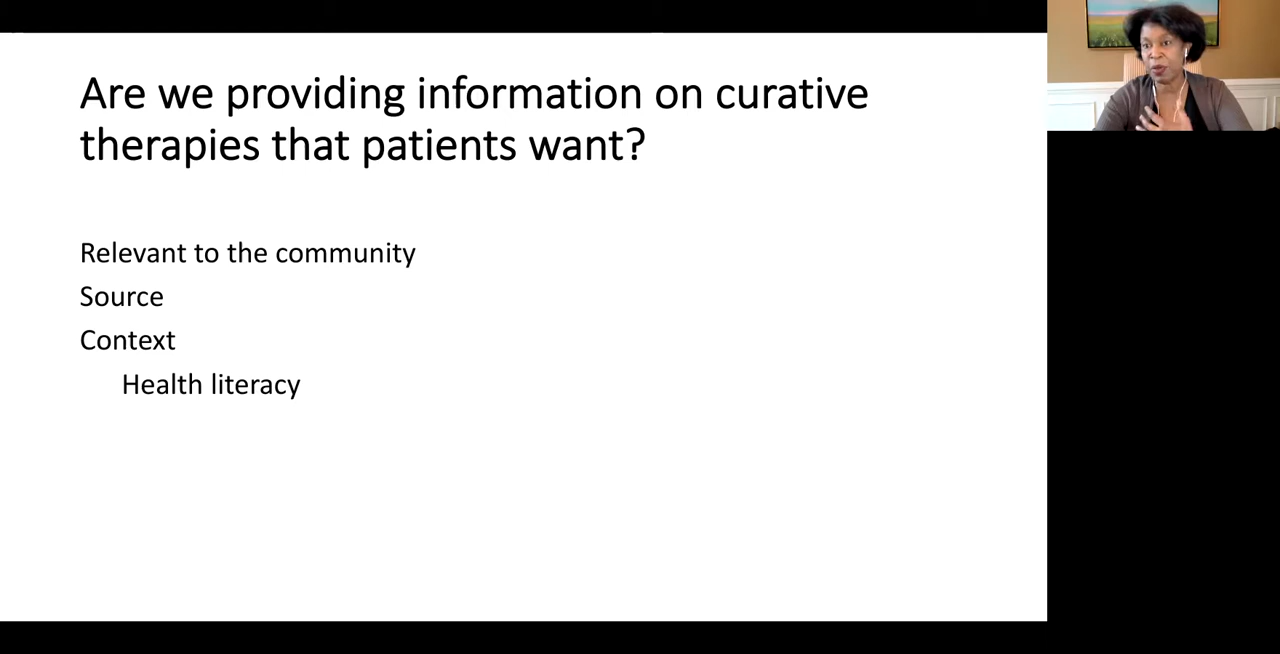 Are we providing information on curative
therapies that patients want?
Relevant to the community
Source
Context
Health literacy